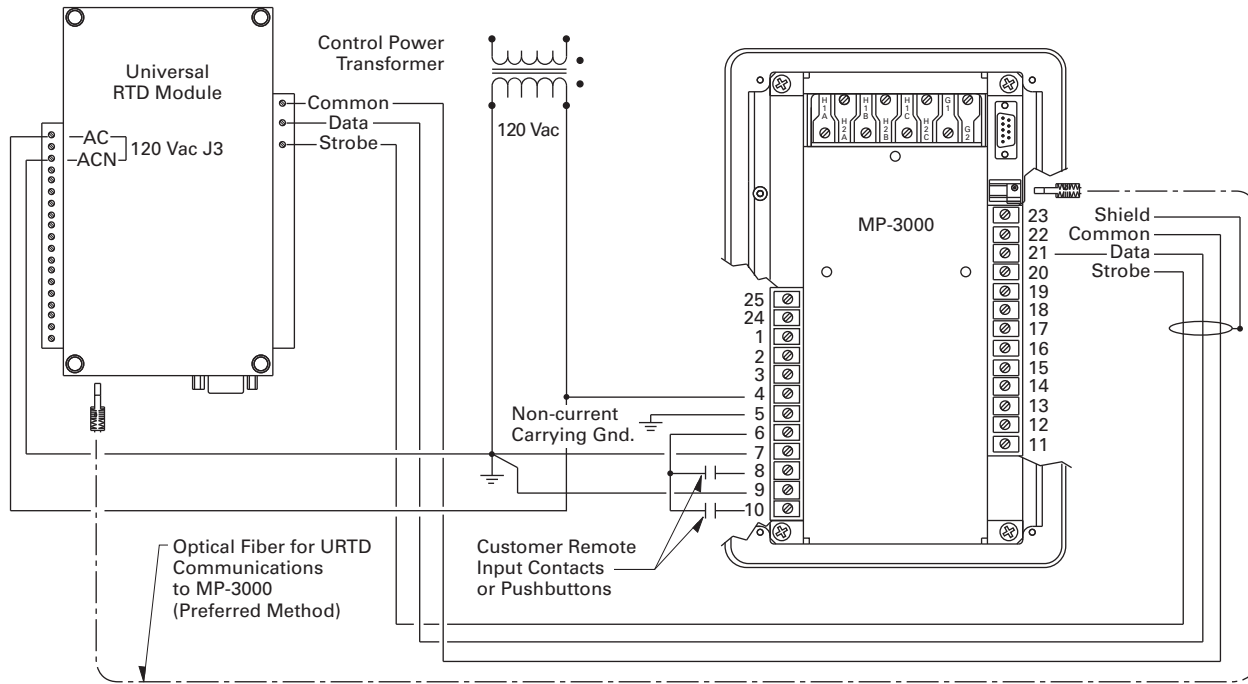 Universal
RTD Module
AC
ACN
120 Vac J3
Common
Data
Strobe
Control Power
Transformer
120 Vac
H1A
H2A
H1B
H2B
H1C
H2C
G1
G2
MP-3000
25
24
1
2
3
4
5
6
7
8
9
10
23
22
21
20
19
18
17
16
15
14
13
12
11
Shield
Common
Data
Strobe
Non-current
Carrying Gnd.
Customer Remote
Input Contacts
or Pushbuttons
Optical Fiber for URTD
Communications
to MP-3000
(Preferred Method)